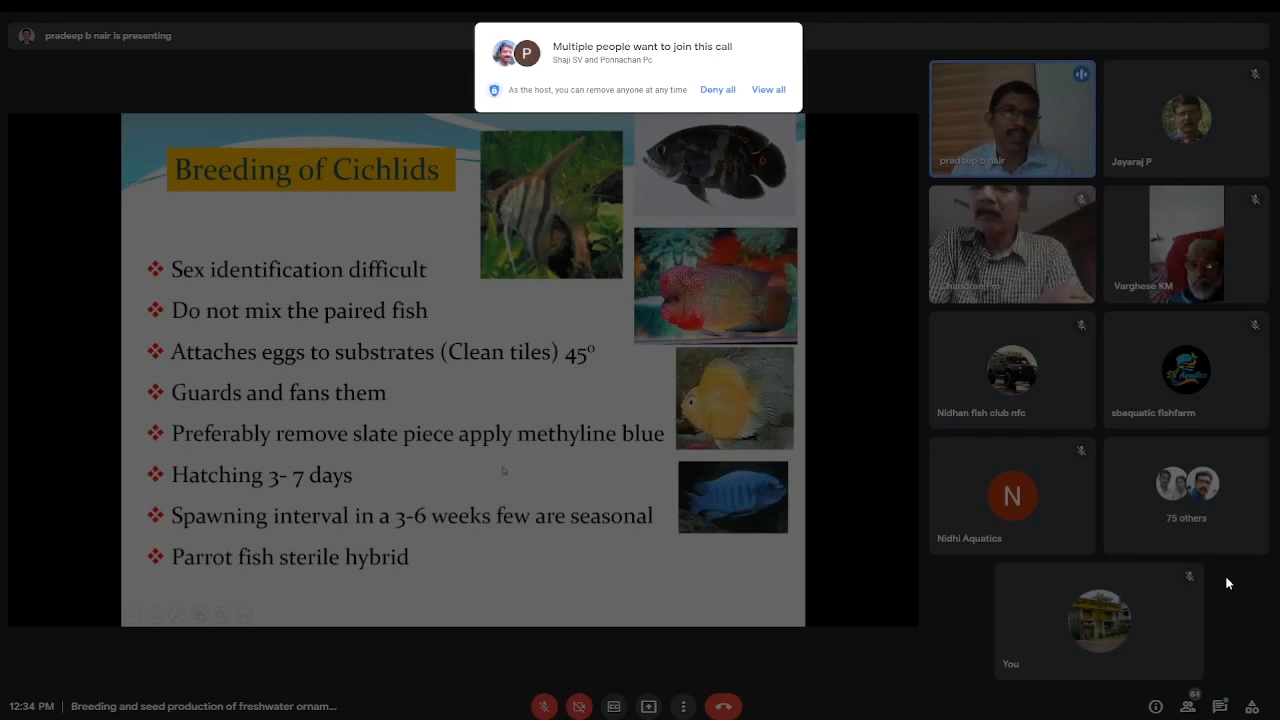 pradeep b nair is presenting
Multiple people want to join this call
Shaji SV and Ponnachan Pc
P
As the host, you can remove anyone at any time
Deny all
View all
Breeding of Cichlids
Sex identification difficult
Do not mix the paired fish
Attaches eggs to substrates (Clean tiles) 45⁰
Guards and fans them
Preferably remove slate piece apply methyline blue
Hatching 3- 7 days
Spawning interval in a 3-6 weeks few are seasonal
Parrot fish sterile hybrid
pradeep b nair
Jayaraj P
Chandran Pm
Varghese KM
Nidhan fish club nfc
SB Aquatics
sbaquatic fishfarm
N
Nidhi Aquatics
75 others
You
12:34 PM | Breeding and seed production of freshwater ornam...
84